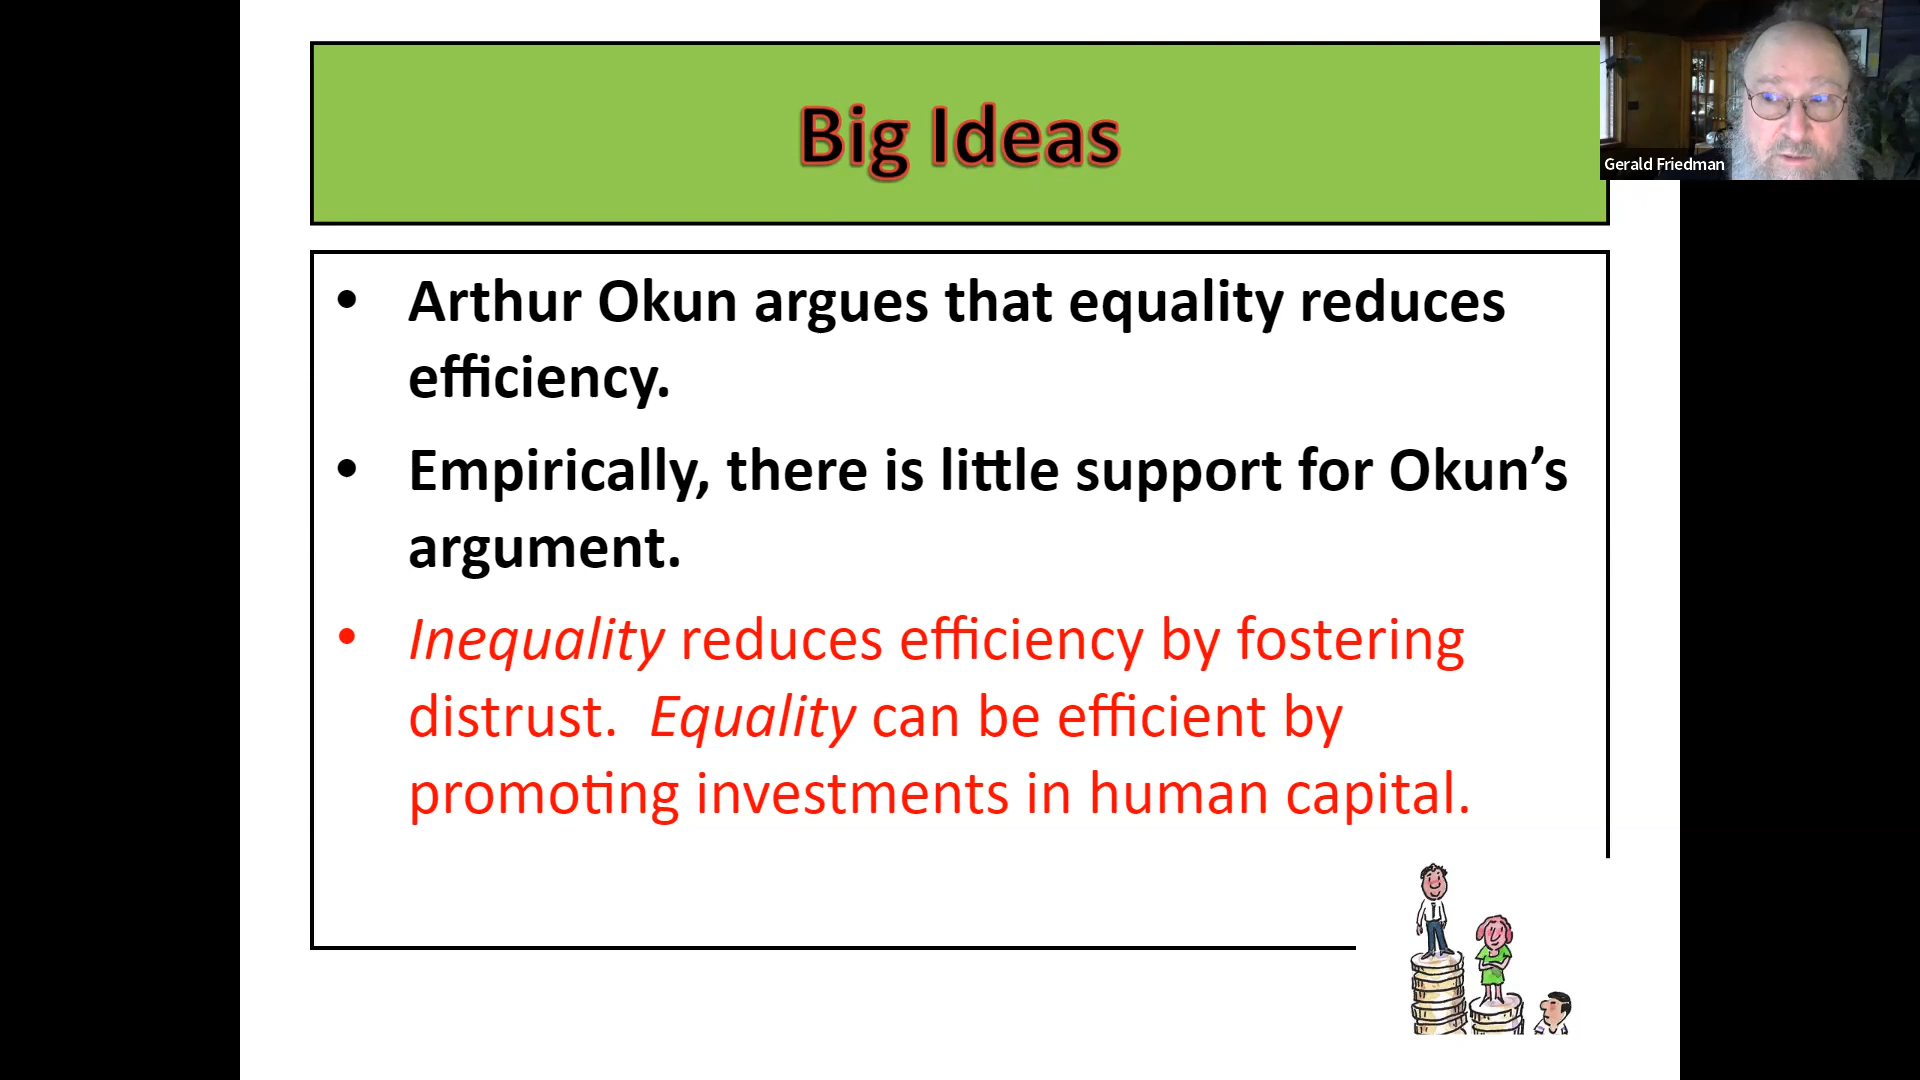 Big Ideas
Gerald Friedman
• Arthur Okun argues that equality reduces
efficiency.
• Empirically, there is little support for Okun’s
argument.
• Inequality reduces efficiency by fostering
distrust.  Equality can be efficient by
promoting investments in human capital.